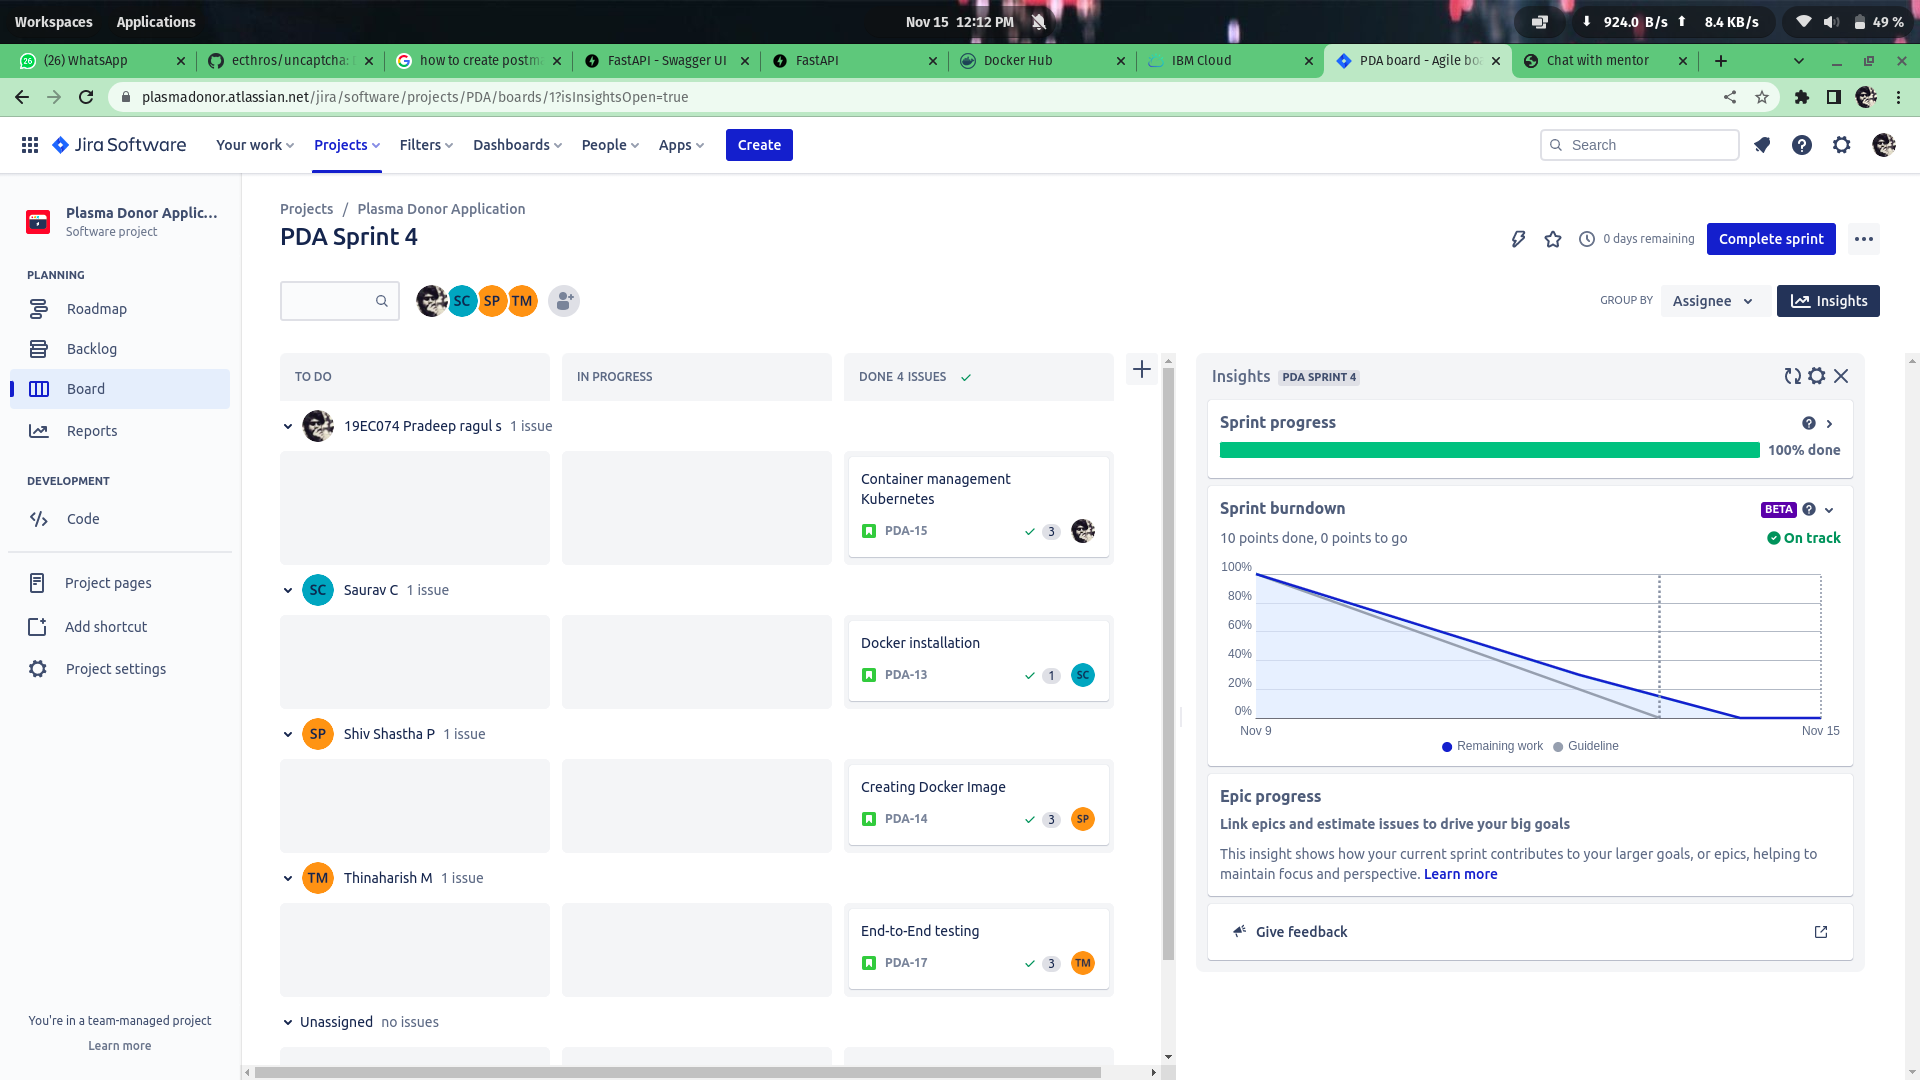 Workspaces Applications Nov 15 12:12 PM 924.0 B/s 8.4 KB/s 49 %
(26) WhatsApp ecthros/uncaptcha: how to create postma FastAPI - Swagger UI FastAPI Docker Hub IBM Cloud PDA board - Agile bo Chat with mentor
plasmadonor.atlassian.net/jira/software/projects/PDA/boards/1?isInsightsOpen=true
Jira Software Your work Projects Filters Dashboards People Apps Create Search
Plasma Donor Applic...
Software project
PLANNING
Roadmap
Backlog
Board
Reports
DEVELOPMENT
Code
Project pages
Add shortcut
Project settings
You're in a team-managed project
Learn more
Projects / Plasma Donor Application
PDA Sprint 4
0 days remaining Complete sprint
SC SP TM
GROUP BY Assignee Insights
TO DO IN PROGRESS DONE 4 ISSUES
19EC074 Pradeep ragul s 1 issue
Container management
Kubernetes
PDA-15 3
SC Saurav C 1 issue
Docker installation
PDA-13 1 SC
SP Shiv Shastha P 1 issue
Creating Docker Image
PDA-14 3 SP
TM Thinaharish M 1 issue
End-to-End testing
PDA-17 3 TM
Unassigned no issues
Insights PDA SPRINT 4
Sprint progress
100% done
Sprint burndown BETA
10 points done, 0 points to go On track
100%
80%
60%
40%
20%
0%
Nov 9 Nov 15
Remaining work Guideline
Epic progress
Link epics and estimate issues to drive your big goals
This insight shows how your current sprint contributes to your larger goals, or epics, helping to
maintain focus and perspective. Learn more
Give feedback